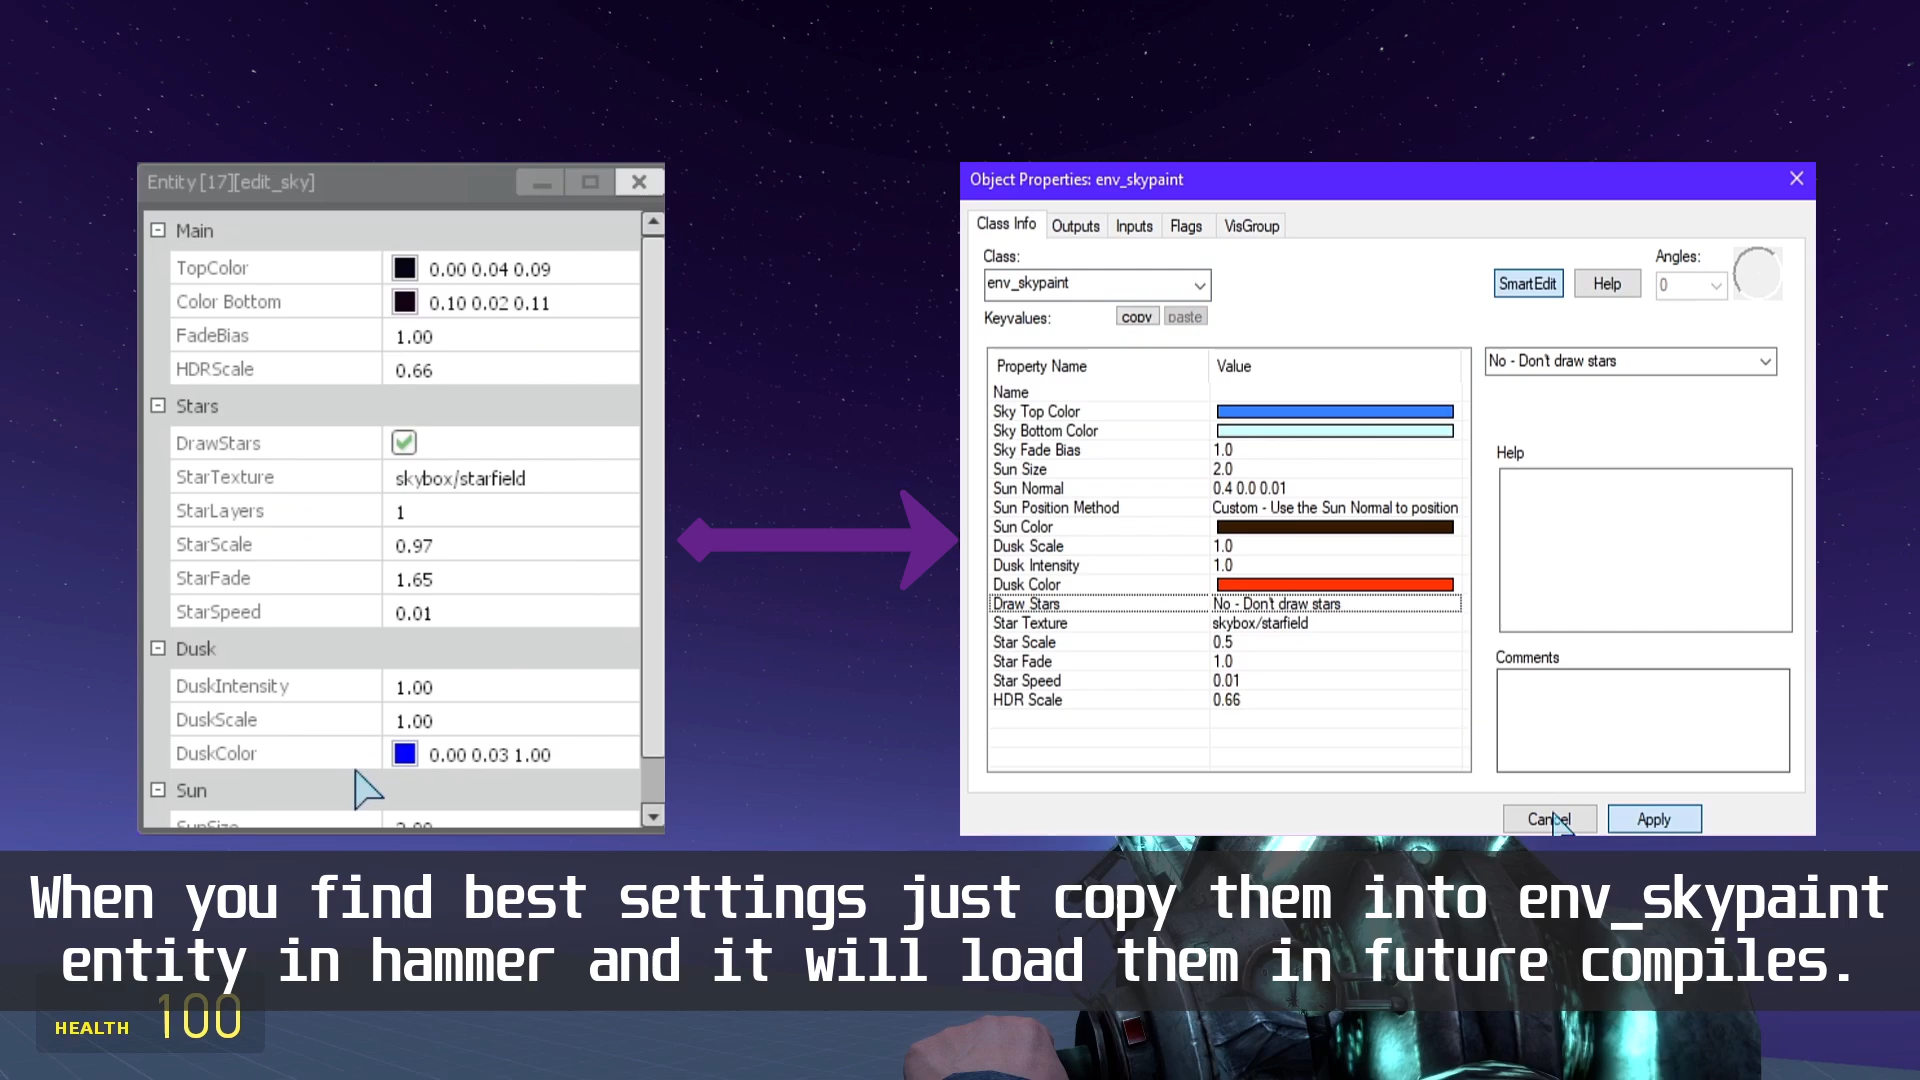 Entity [17][edit_sky]
Main
TopColor 0.00 0.04 0.09
Color Bottom 0.10 0.02 0.11
FadeBias 1.00
HDRScale 0.66
Stars
DrawStars
StarTexture skybox/starfield
StarLayers 1
StarScale 0.97
StarFade 1.65
StarSpeed 0.01
Dusk
DuskIntensity 1.00
DuskScale 1.00
DuskColor 0.00 0.03 1.00
Sun
Object Properties: env_skypaint
Class Info Outputs Inputs Flags VisGroup
Class:
env_skypaint
SmartEdit Help
Angles:
0
Keyvalues: copy paste
Property Name Value
Name
Sky Top Color
Sky Bottom Color
Sky Fade Bias 1.0
Sun Size 2.0
Sun Normal 0.4 0.0 0.01
Sun Position Method Custom - Use the Sun Normal to position
Sun Color
Dusk Scale 1.0
Dusk Intensity 1.0
Dusk Color
Draw Stars No - Don't draw stars
Star Texture skybox/starfield
Star Scale 0.5
Star Fade 1.0
Star Speed 0.01
HDR Scale 0.66
No - Don't draw stars
Help
Comments
Cancel Apply
When you find best settings just copy them into env_skypaint
entity in hammer and it will load them in future compiles.
HEALTH 100